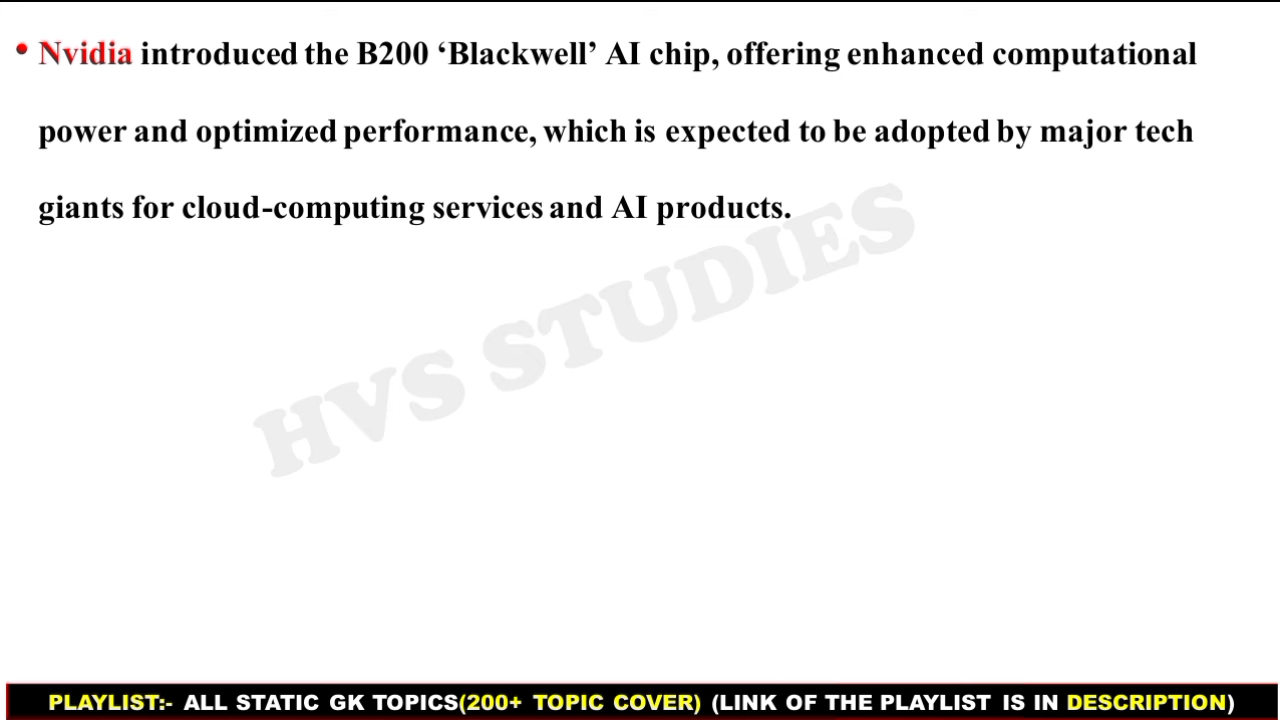 • Nvidia introduced the B200 ‘Blackwell’ AI chip, offering enhanced computational
power and optimized performance, which is expected to be adopted by major tech
giants for cloud-computing services and AI products.
HVS STUDIES
PLAYLIST:- ALL STATIC GK TOPICS(200+ TOPIC COVER) (LINK OF THE PLAYLIST IS IN DESCRIPTION)